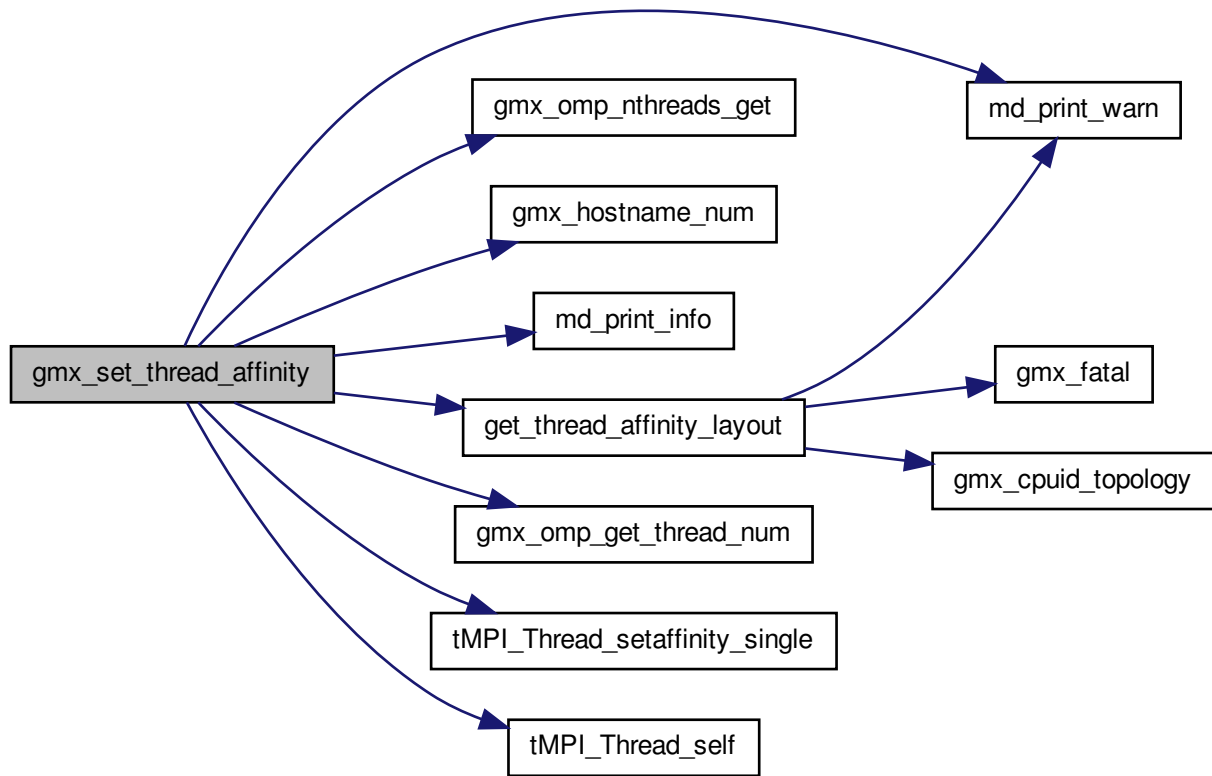 gmx_set_thread_affinity
gmx_omp_nthreads_get
gmx_hostname_num
md_print_info
get_thread_affinity_layout
gmx_omp_get_thread_num
tMPI_Thread_setaffinity_single
tMPI_Thread_self
md_print_warn
gmx_fatal
gmx_cpuid_topology